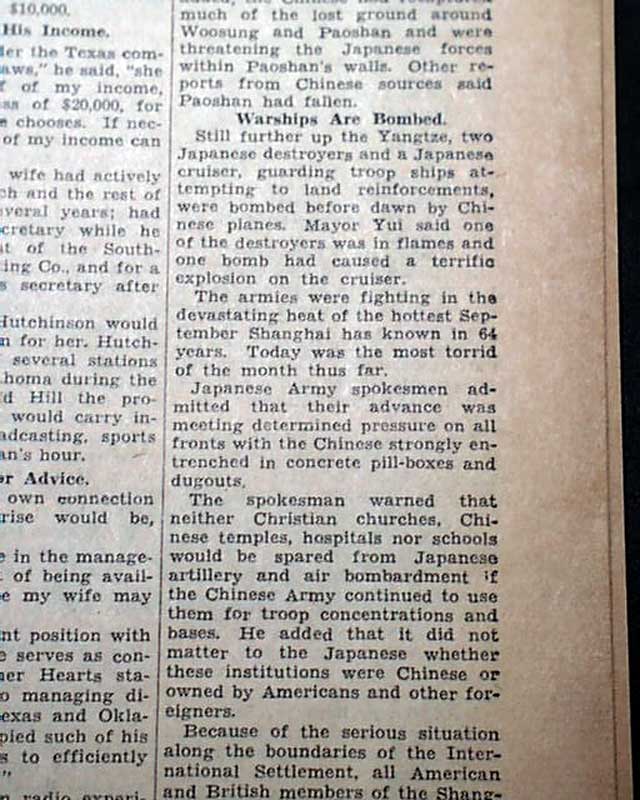 $10,000.
His Income.
ler the Texas com-
aws," he said, "she
f of my income,
ss of $20,000, for
e chooses. If nec-
of my income can
wife had actively
ch and the rest of
everal years; had
cretary while he
at of the South-
ing Co., and for a
s secretary after
Hutchinson would
n for her. Hutch-
several stations
homa during the
d Hill the pro-
would carry in-
adcasting, sports
an's hour.
er Advice.
own connection
rise would be,
e in the manage-
t of being avail-
e my wife may
nt position with
e serves as con-
ner Hearts sta-
o managing di-
exas and Okla-
pied such of his
s to efficiently
"
n radio experi-
added, the Chinese had recaptured
much of the lost ground around
Woosung and Paoshan and were
threatening the Japanese forces
within Paoshan's walls. Other re-
ports from Chinese sources said
Paoshan had fallen.
Warships Are Bombed.
Still further up the Yangtze, two
Japanese destroyers and a Japanese
cruiser, guarding troop ships at-
tempting to land reinforcements,
were bombed before dawn by Chi-
nese planes. Mayor Yui said one
of the destroyers was in flames and
one bomb had caused a terrific
explosion on the cruiser.
The armies were fighting in the
devastating heat of the hottest Sep-
tember Shanghai has known in 64
years. Today was the most torrid
of the month thus far.
Japanese Army spokesmen ad-
mitted that their advance was
meeting determined pressure on all
fronts with the Chinese strongly en-
trenched in concrete pill-boxes and
dugouts.
The spokesman warned that
neither Christian churches, Chi-
nese temples, hospitals nor schools
would be spared from Japanese
artillery and air bombardment if
the Chinese Army continued to use
them for troop concentrations and
bases. He added that it did not
matter to the Japanese whether
these institutions were Chinese or
owned by Americans and other for-
eigners.
Because of the serious situation
along the boundaries of the Inter-
national Settlement, all American
and British members of the Shang-